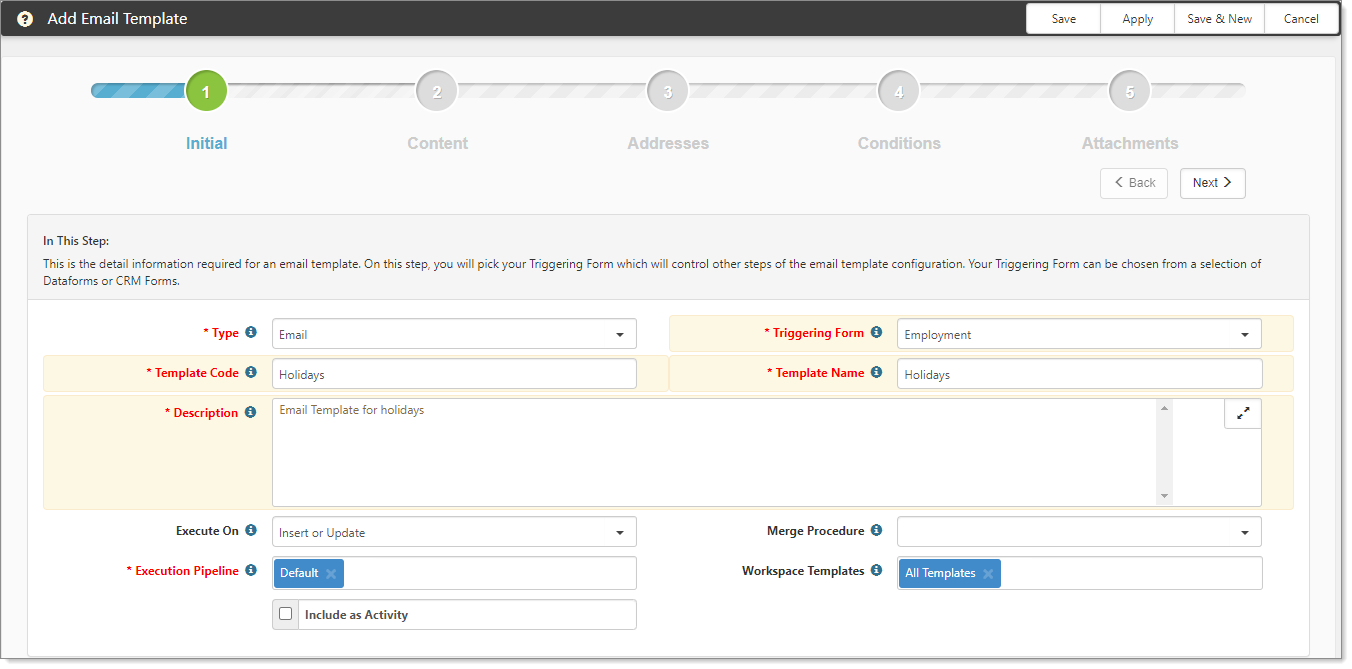 ? Add Email Template Save Apply Save & New Cancel
1 2 3 4 5
Initial Content Addresses Conditions Attachments
Back Next
In This Step:
This is the detail information required for an email template. On this step, you will pick your Triggering Form which will control other steps of the email template configuration. Your Triggering Form can be chosen from a selection of
Dataforms or CRM Forms.
* Type Email * Triggering Form Employment
* Template Code Holidays * Template Name Holidays
* Description Email Template for holidays
Execute On Insert or Update Merge Procedure
* Execution Pipeline Default × Workspace Templates All Templates ×
Include as Activity